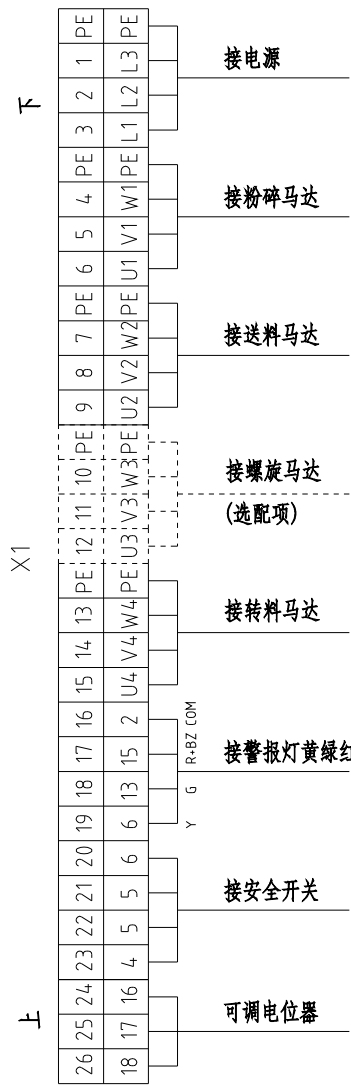 下
X1
上
PE PE
1 L3
2 L2
3 L1
接电源
PE PE
4 W1
5 V1
6 U1
接粉碎马达
PE PE
7 W2
8 V2
9 U2
接送料马达
PE PE
10 W3
11 V3
12 U3
接螺旋马达
(选配项)
PE PE
13 W4
14 V4
15 U4
接转料马达
16 2 COM
17 15 R+BZ
18 13 G
19 6 Y
接警报灯黄绿红
20 6
21 5
22 5
23 4
接安全开关
24 16
25 17
26 18
可调电位器